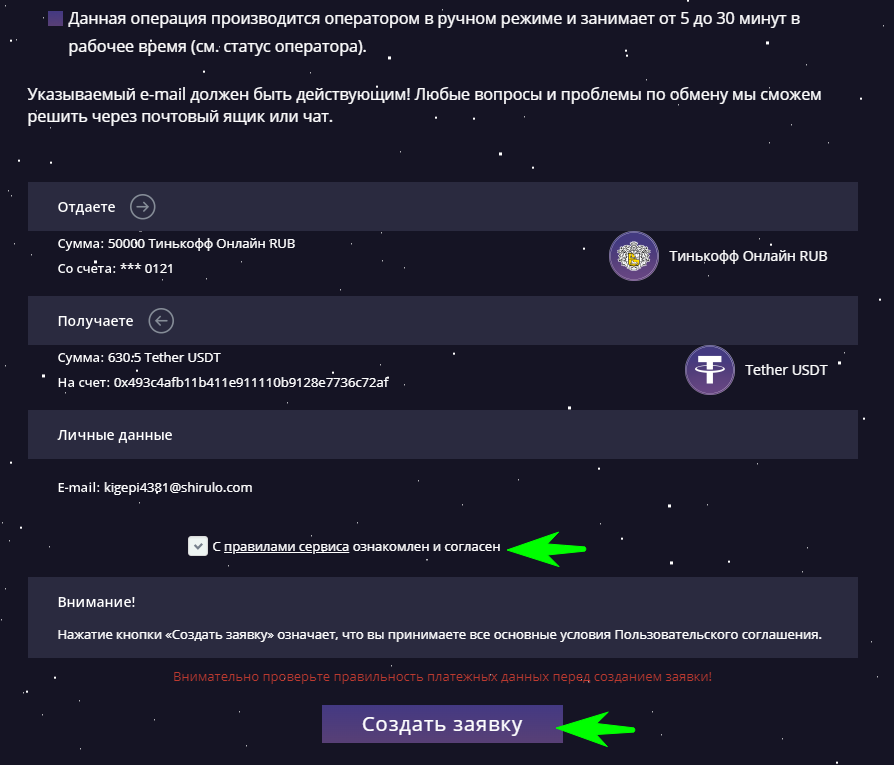 Данная операция производится оператором в ручном режиме и занимает от 5 до 30 минут в
рабочее время (см. статус оператора).
Указываемый e-mail должен быть действующим! Любые вопросы и проблемы по обмену мы сможем
решить через почтовый ящик или чат.
Отдаете
Сумма: 50000 Тинькофф Онлайн RUB
Со счета: *** 0121
Тинькофф Онлайн RUB
Получаете
Сумма: 630.5 Tether USDT
На счет: 0x493c4afb11b411e911110b9128e7736c72af
Tether USDT
Личные данные
E-mail: kigepi4381@shirulo.com
С правилами сервиса ознакомлен и согласен
Внимание!
Нажатие кнопки «Создать заявку» означает, что вы принимаете все основные условия Пользовательского соглашения.
Внимательно проверьте правильность платежных данных перед созданием заявки!
Создать заявку